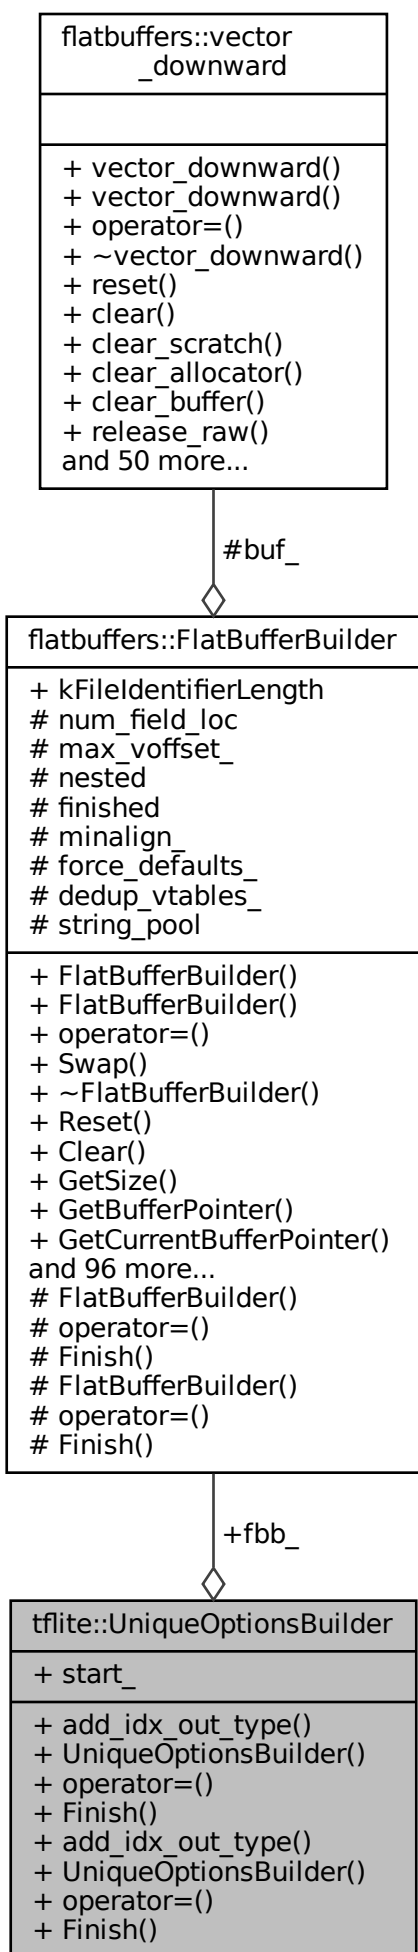 flatbuffers::vector
_downward
+ vector_downward()
+ vector_downward()
+ operator=()
+ ~vector_downward()
+ reset()
+ clear()
+ clear_scratch()
+ clear_allocator()
+ clear_buffer()
+ release_raw()
and 50 more...
#buf_
flatbuffers::FlatBufferBuilder
+ kFileIdentifierLength
# num_field_loc
# max_voffset_
# nested
# finished
# minalign_
# force_defaults_
# dedup_vtables_
# string_pool
+ FlatBufferBuilder()
+ FlatBufferBuilder()
+ operator=()
+ Swap()
+ ~FlatBufferBuilder()
+ Reset()
+ Clear()
+ GetSize()
+ GetBufferPointer()
+ GetCurrentBufferPointer()
and 96 more...
# FlatBufferBuilder()
# operator=()
# Finish()
# FlatBufferBuilder()
# operator=()
# Finish()
+fbb_
tflite::UniqueOptionsBuilder
+ start_
+ add_idx_out_type()
+ UniqueOptionsBuilder()
+ operator=()
+ Finish()
+ add_idx_out_type()
+ UniqueOptionsBuilder()
+ operator=()
+ Finish()